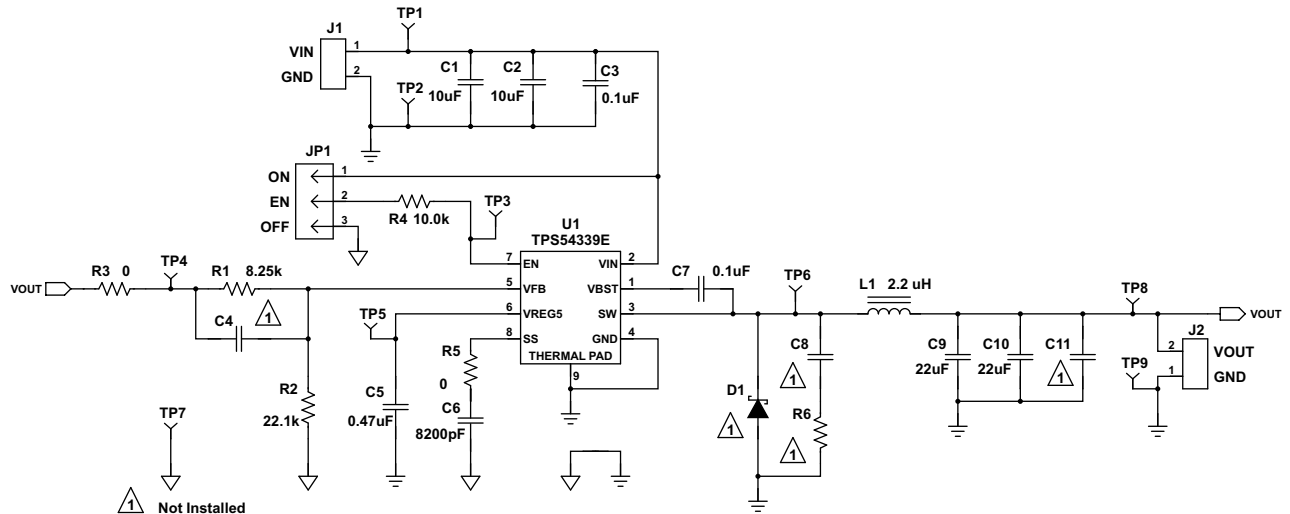 TP1
J1
VIN 1
GND 2
C1
10uF
C2
10uF
C3
0.1uF
TP2
JP1
ON 1
EN 2
OFF 3
R4 10.0k
TP3
U1
TPS54339E
7 EN
5 VFB
6 VREG5
8 SS
VIN 2
VBST 1
SW 3
GND 4
THERMAL PAD
9
R3 0
VOUT
TP4
R1 8.25k
1
C4
R2
22.1k
TP5
C5
0.47uF
R5
0
C6
8200pF
C7
0.1uF
TP6
L1 2.2 uH
D1
1
C8
1
R6
1
C9
22uF
C10
22uF
C11
1
TP8
VOUT
J2
2 VOUT
1 GND
TP9
TP7
1 Not Installed